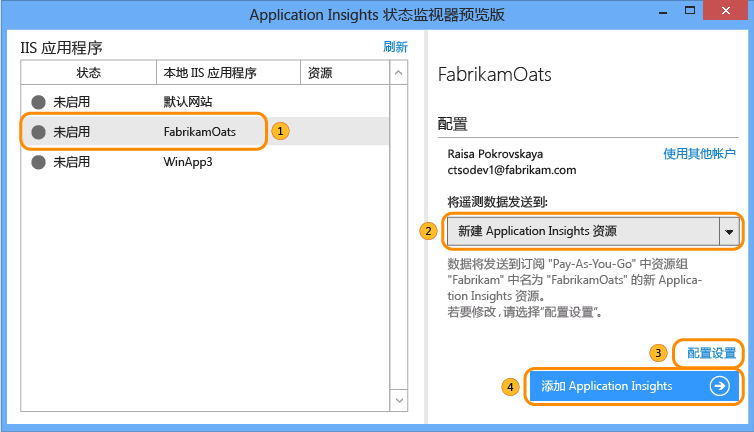 Application Insights 状态监视器预览版
IIS 应用程序
刷新
状态 本地 IIS 应用程序 资源
未启用 默认网站
未启用 FabrikamOats 1
未启用 WinApp3
FabrikamOats
配置
Raisa Pokrovskaya 使用其他帐户
ctsodev1@fabrikam.com
将遥测数据发送到:
2 新建 Application Insights 资源
数据将发送到订阅 "Pay-As-You-Go" 中资源组
"Fabrikam" 中名为 "FabrikamOats" 的新 Applica-
tion Insights 资源。
若要修改，请选择“配置设置”。
3 配置设置
4 添加 Application Insights